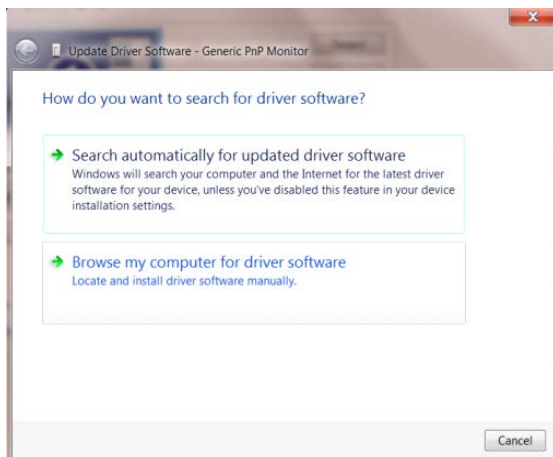 Update Driver Software - Generic PnP Monitor
How do you want to search for driver software?
Search automatically for updated driver software
Windows will search your computer and the Internet for the latest driver
software for your device, unless you've disabled this feature in your device
installation settings.
Browse my computer for driver software
Locate and install driver software manually.
Cancel